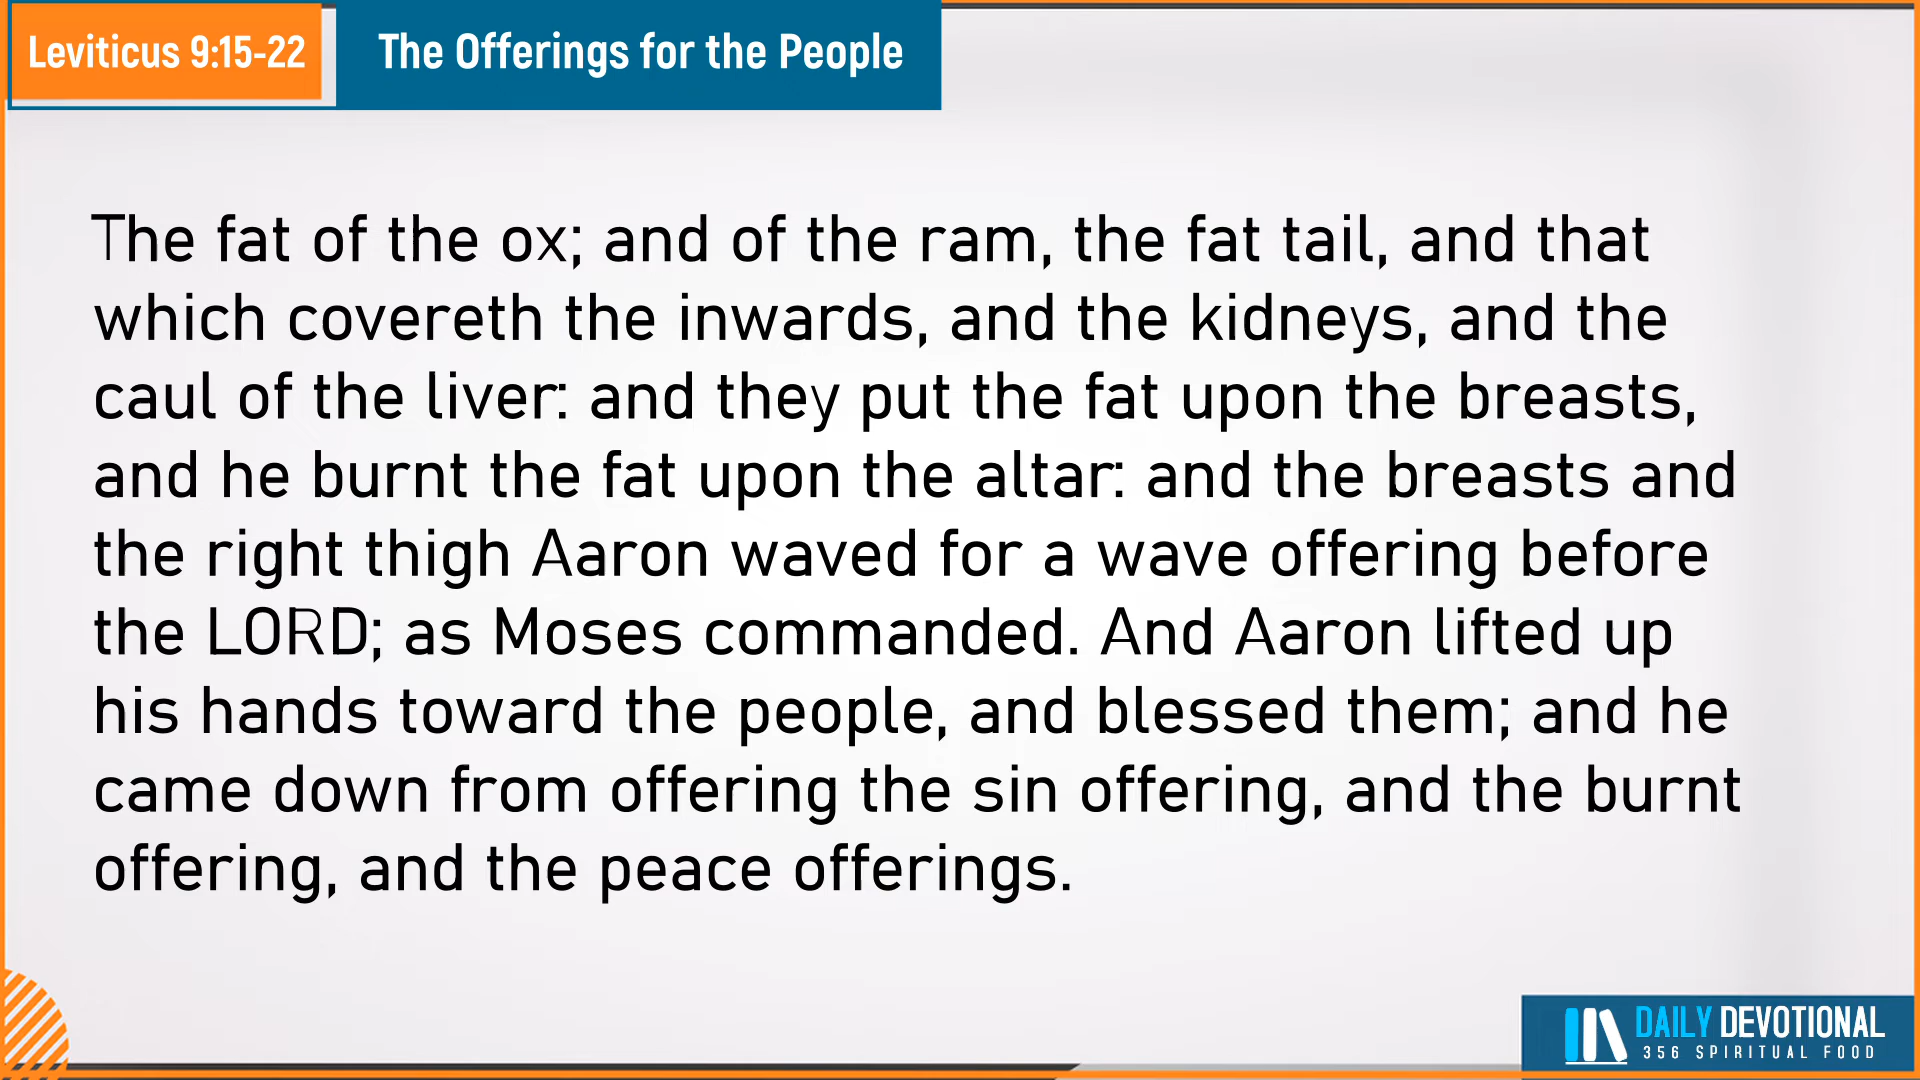 Leviticus 9:15-22
The Offerings for the People
The fat of the ox; and of the ram, the fat tail, and that
which covereth the inwards, and the kidneys, and the
caul of the liver: and they put the fat upon the breasts,
and he burnt the fat upon the altar: and the breasts and
the right thigh Aaron waved for a wave offering before
the LORD; as Moses commanded. And Aaron lifted up
his hands toward the people, and blessed them; and he
came down from offering the sin offering, and the burnt
offering, and the peace offerings.
DAILY DEVOTIONAL
356 SPIRITUAL FOOD